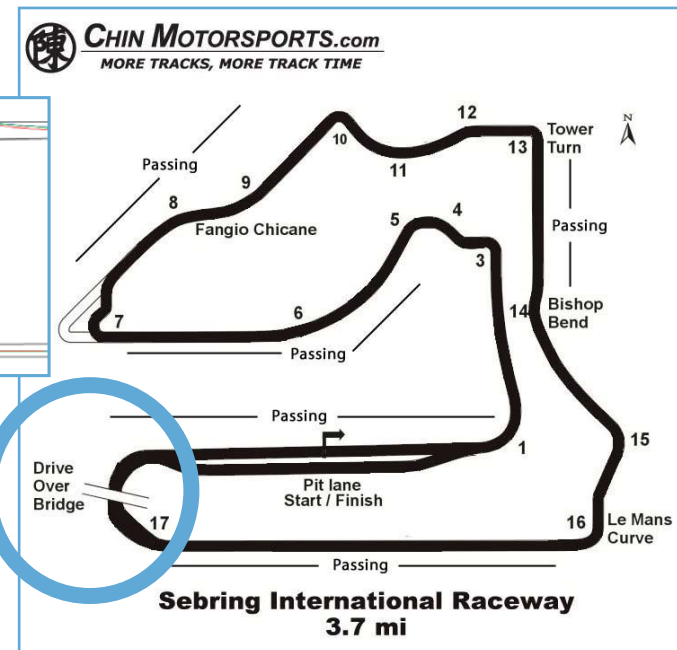 陳
CHIN MOTORSPORTS.com
MORE TRACKS, MORE TRACK TIME
12
N
Tower
Turn
10
13
Passing
11
9
8
5
4
Passing
Fangio Chicane
3
7
6
14
Bishop
Bend
Passing
Passing
1
15
Drive
Over
Bridge
Pit lane
Start / Finish
17
16
Le Mans
Curve
Passing
Sebring International Raceway
3.7 mi